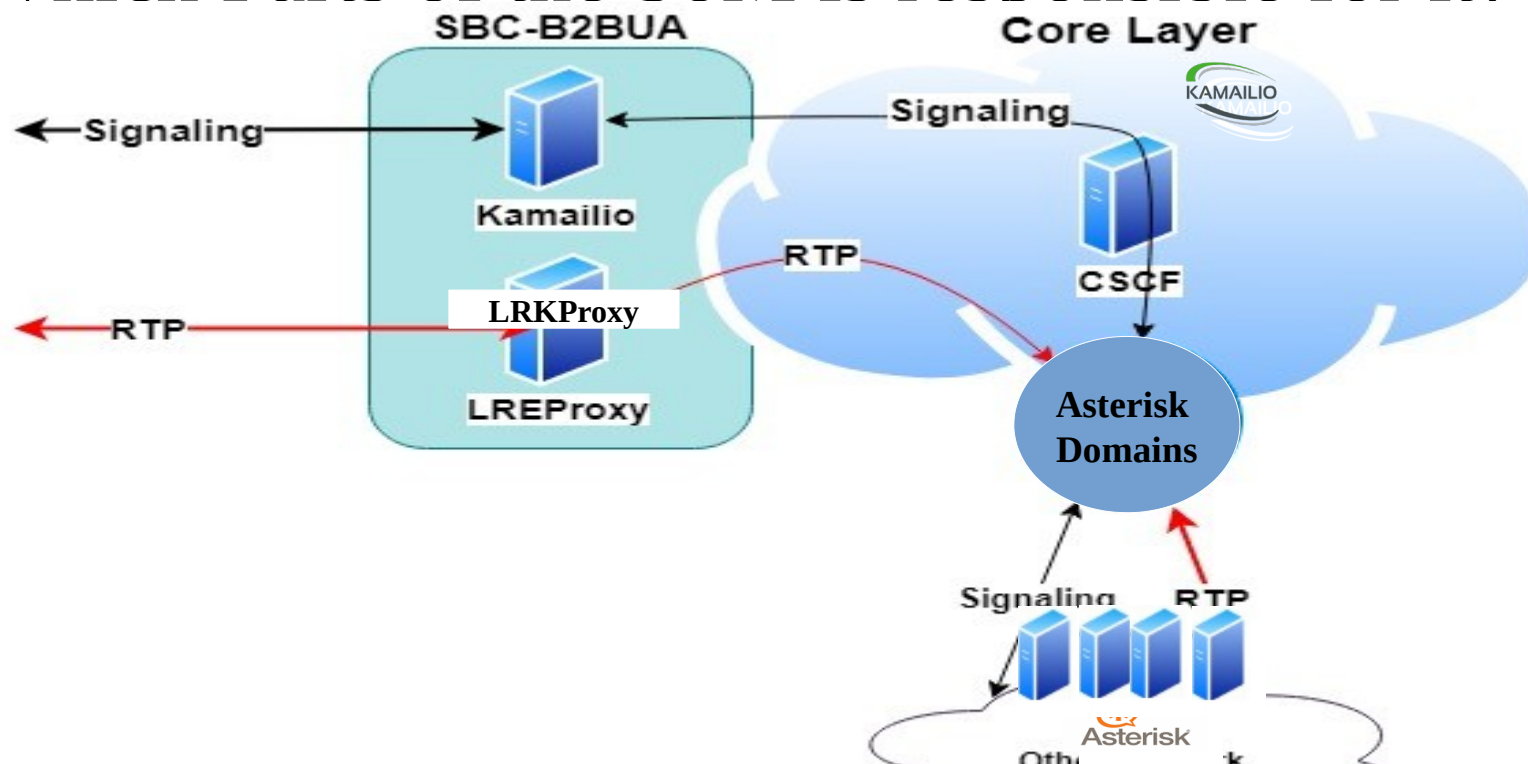 SBC-B2BUA
Core Layer
KAMAILIO
Signaling
Signaling
Kamailio
RTP
CSCF
LRKProxy
RTP
LREProxy
Asterisk
Domains
Signaling
RTP
Asterisk